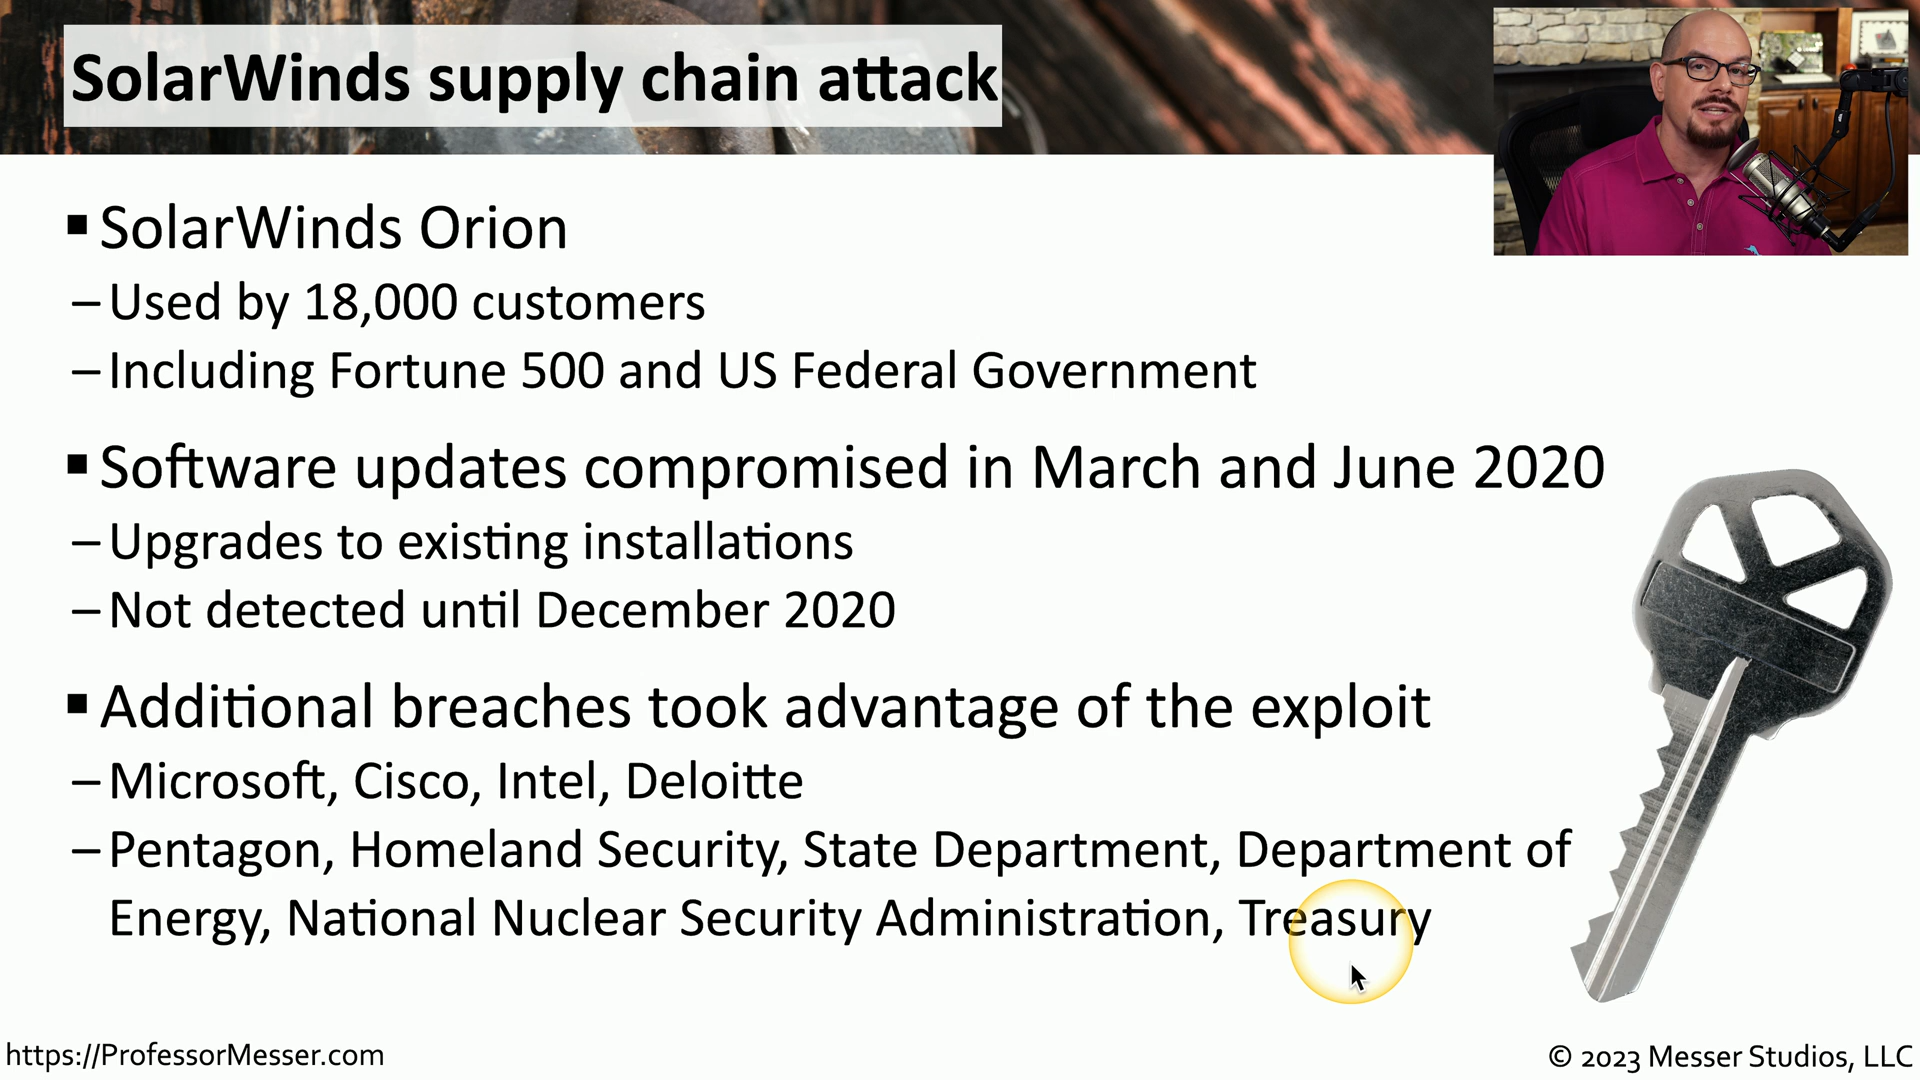 SolarWinds supply chain attack
▪ SolarWinds Orion
– Used by 18,000 customers
– Including Fortune 500 and US Federal Government
▪ Software updates compromised in March and June 2020
– Upgrades to existing installations
– Not detected until December 2020
▪ Additional breaches took advantage of the exploit
– Microsoft, Cisco, Intel, Deloitte
– Pentagon, Homeland Security, State Department, Department of
Energy, National Nuclear Security Administration, Treasury
https://ProfessorMesser.com
© 2023 Messer Studios, LLC